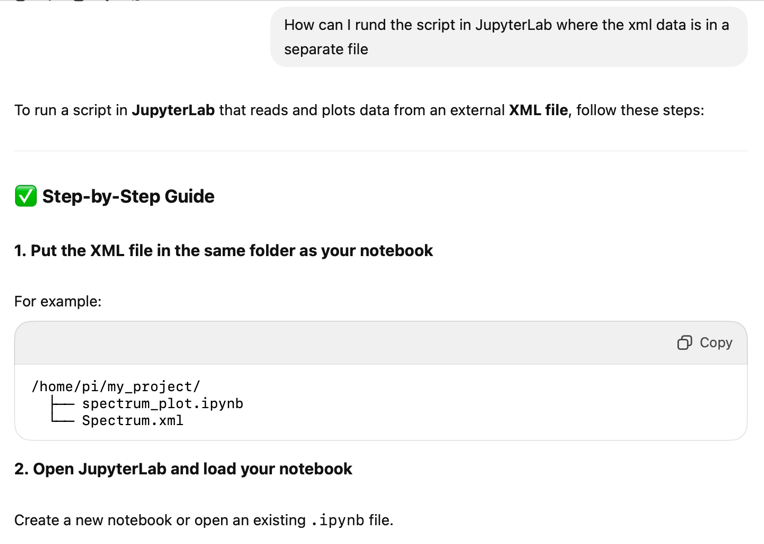 How can I rund the script in JupyterLab where the xml data is in a
separate file
To run a script in JupyterLab that reads and plots data from an external XML file, follow these steps:
✅ Step-by-Step Guide
1. Put the XML file in the same folder as your notebook
For example:
Copy
/home/pi/my_project/
├── spectrum_plot.ipynb
└── Spectrum.xml
2. Open JupyterLab and load your notebook
Create a new notebook or open an existing .ipynb file.